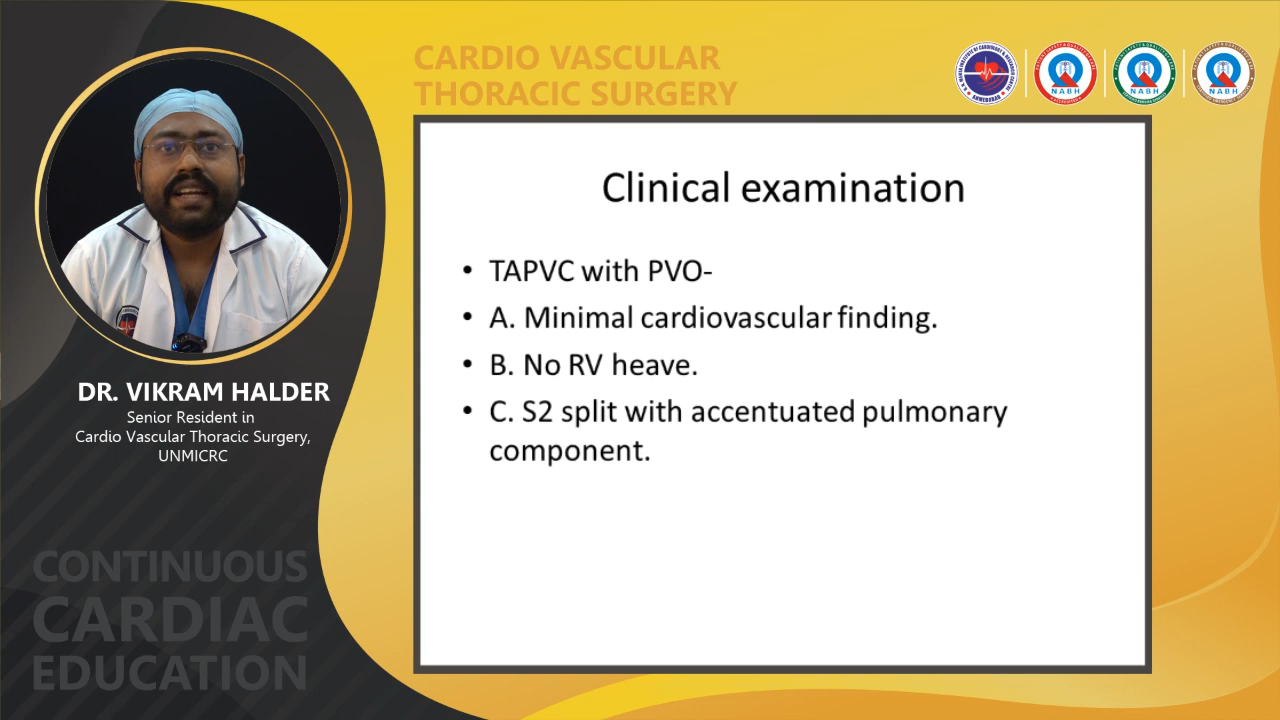 CARDIO VASCULAR
THORACIC SURGERY
NABH
NABH
NABH
Clinical examination
• TAPVC with PVO-
• A. Minimal cardiovascular finding.
• B. No RV heave.
• C. S2 split with accentuated pulmonary
component.
DR. VIKRAM HALDER
Senior Resident in
Cardio Vascular Thoracic Surgery,
UNMICRC
CONTINUOUS
CARDIAC
EDUCATION